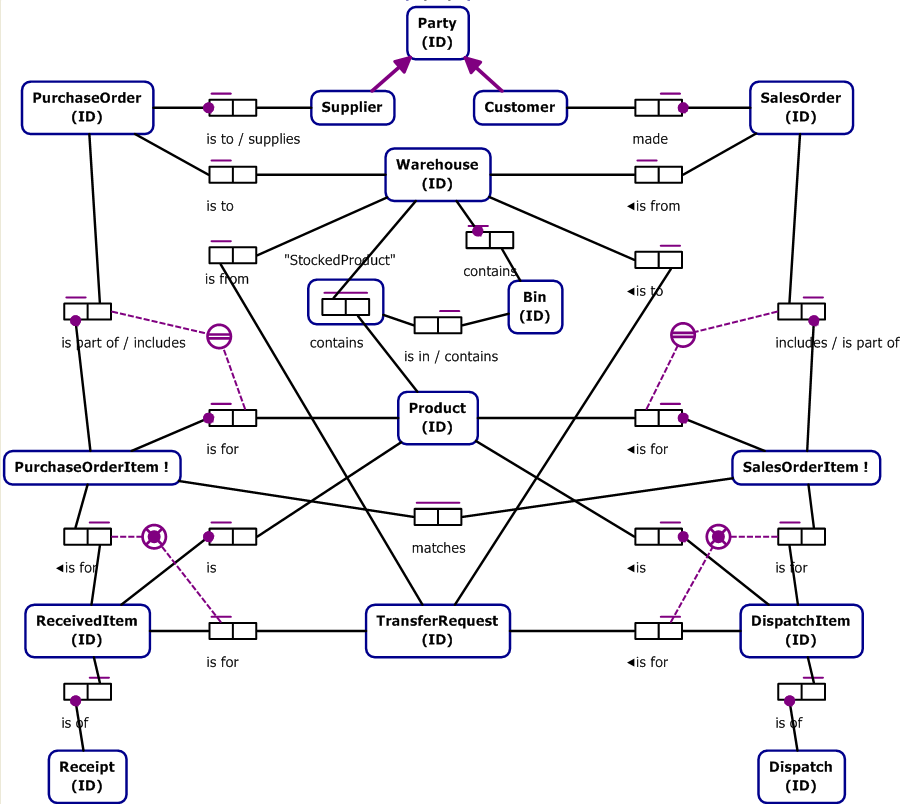 Party
(ID)
PurchaseOrder
(ID)
Supplier
Customer
SalesOrder
(ID)
is to / supplies
made
Warehouse
(ID)
is to
◄is from
"StockedProduct"
contains
is from
◄is to
Bin
(ID)
is part of / includes
contains
is in / contains
includes / is part of
Product
(ID)
is for
◄is for
PurchaseOrderItem !
SalesOrderItem !
matches
◄is for
is
◄is
is for
ReceivedItem
(ID)
TransferRequest
(ID)
DispatchItem
(ID)
is for
◄is for
is of
is of
Receipt
(ID)
Dispatch
(ID)